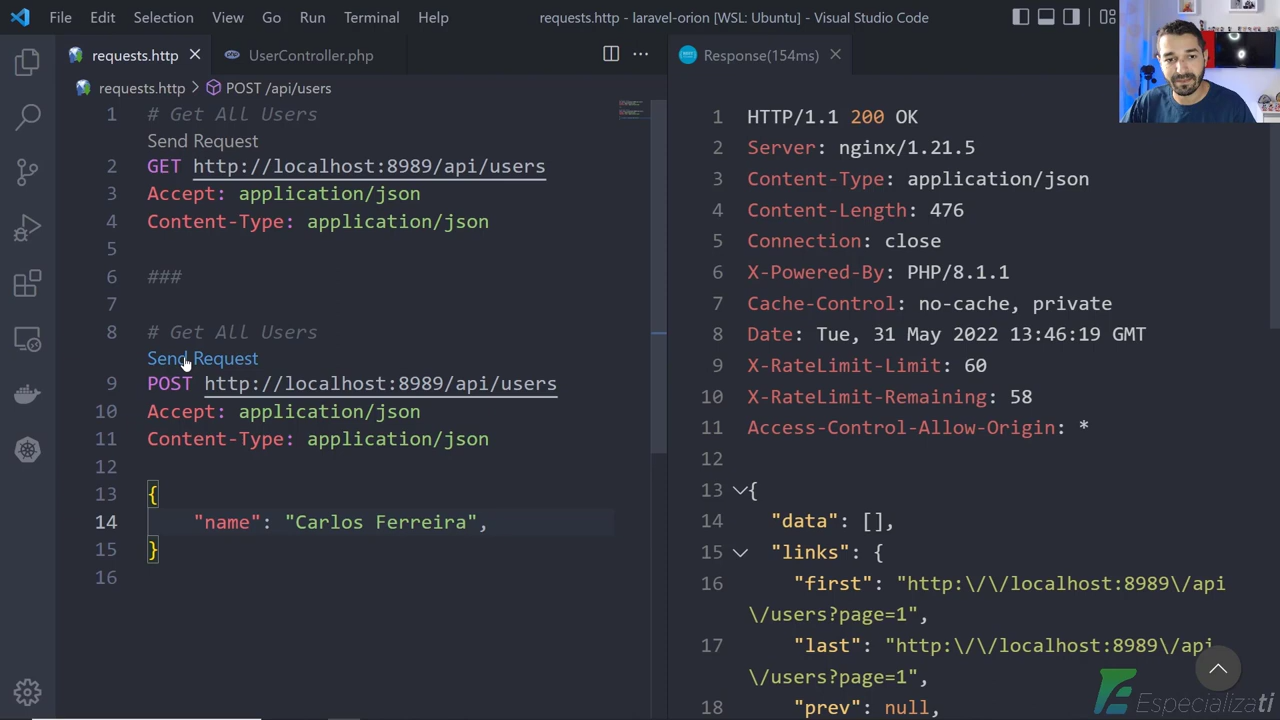 File Edit Selection View Go Run Terminal Help
requests.http - laravel-orion [WSL: Ubuntu] - Visual Studio Code
requests.http
UserController.php
requests.http > POST /api/users
1 # Get All Users
Send Request
2 GET http://localhost:8989/api/users
3 Accept: application/json
4 Content-Type: application/json
5
6 ###
7
8 # Get All Users
Send Request
9 POST http://localhost:8989/api/users
10 Accept: application/json
11 Content-Type: application/json
12
13 {
14 "name": "Carlos Ferreira",
15 }
16
Response(154ms)
1 HTTP/1.1 200 OK
2 Server: nginx/1.21.5
3 Content-Type: application/json
4 Content-Length: 476
5 Connection: close
6 X-Powered-By: PHP/8.1.1
7 Cache-Control: no-cache, private
8 Date: Tue, 31 May 2022 13:46:19 GMT
9 X-RateLimit-Limit: 60
10 X-RateLimit-Remaining: 58
11 Access-Control-Allow-Origin: *
12
13 {
14 "data": [],
15 "links": {
16 "first": "http:\/\/localhost:8989\/api
\/users?page=1",
17 "last": "http:\/\/localhost:8989\/api
\/users?page=1",
18 "prev": null,
Especializati